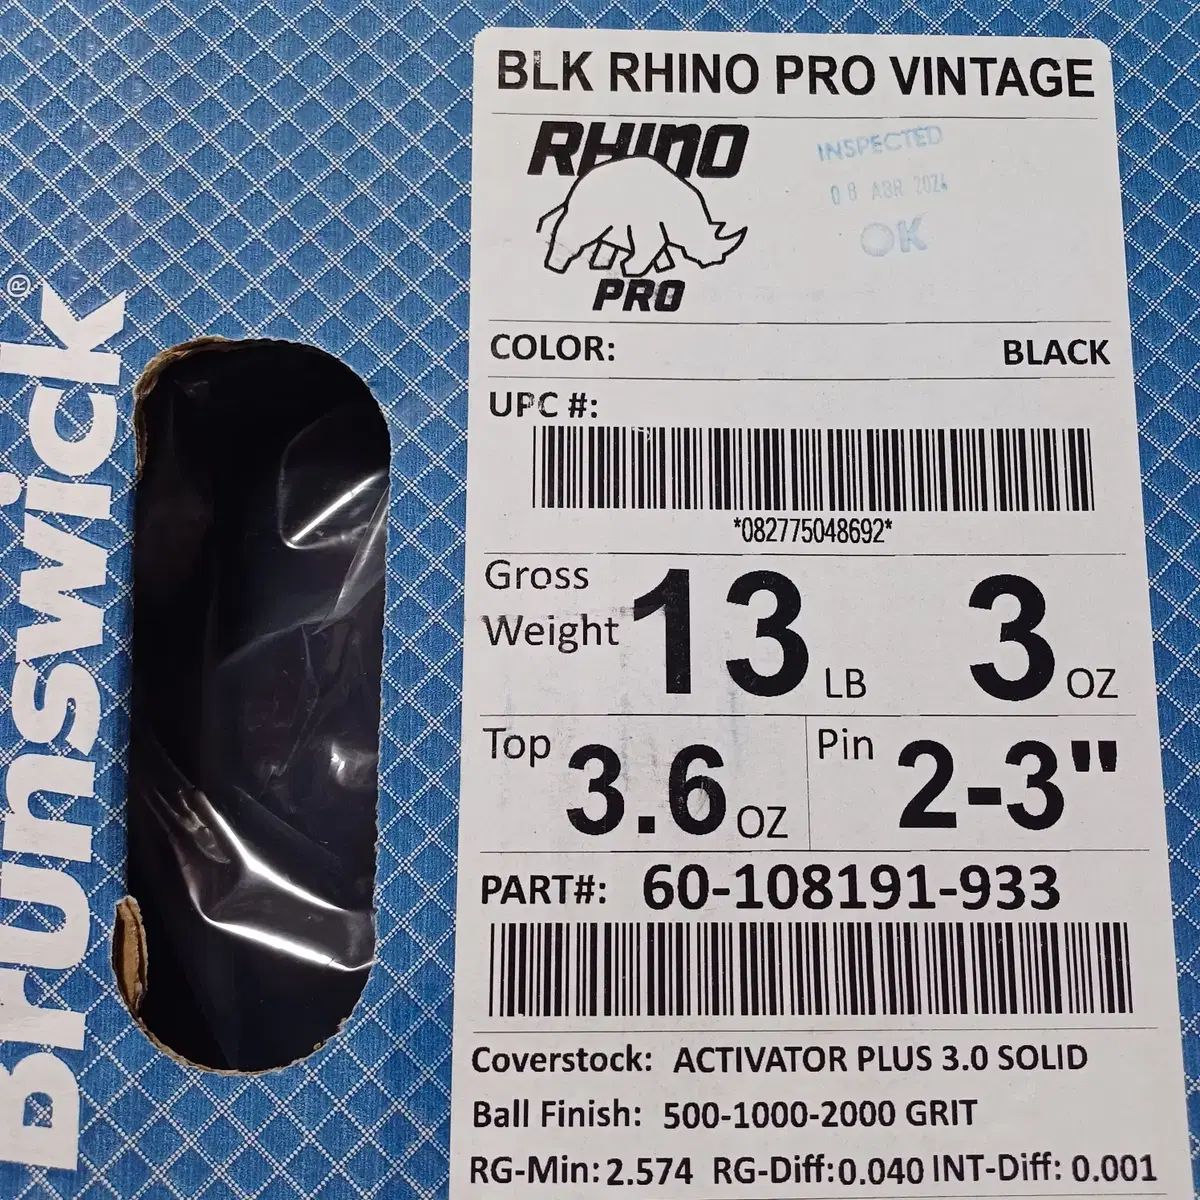 Brunswick®
BLK RHINO PRO VINTAGE
RHINO
PRO
INSPECTED
08 ABR 2024
OK
COLOR: BLACK
UPC #:
*082775048692*
Gross
Weight 13 LB 3 OZ
Top 3.6 OZ Pin 2-3"
PART#: 60-108191-933
Coverstock: ACTIVATOR PLUS 3.0 SOLID
Ball Finish: 500-1000-2000 GRIT
RG-Min: 2.574 RG-Diff: 0.040 INT-Diff: 0.001